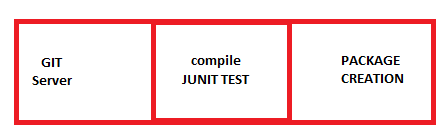 GIT
Server
compile
JUNIT TEST
PACKAGE
CREATION